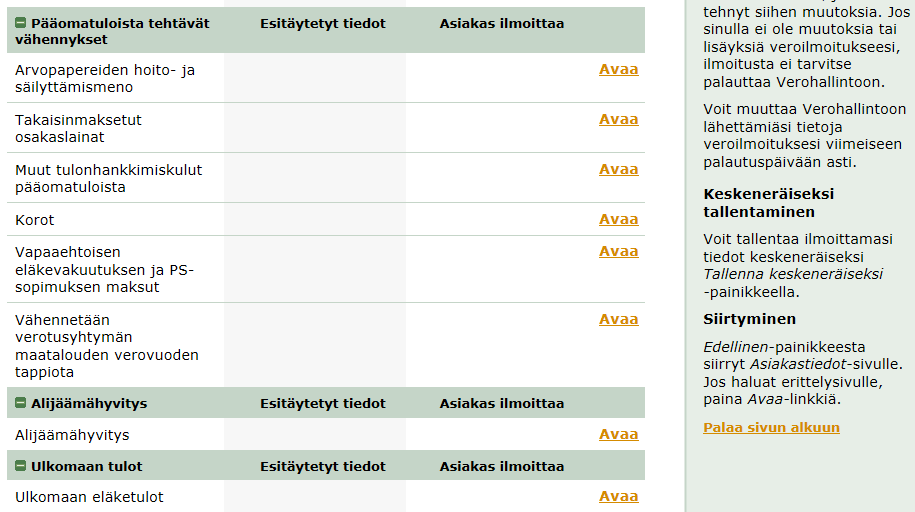 Pääomatuloista tehtävät Esitäytetyt tiedot Asiakas ilmoittaa
vähennykset
Arvopapereiden hoito- ja Avaa
säilyttämismeno
Takaisinmaksetut Avaa
osakaslainat
Muut tulonhankkimiskulut Avaa
pääomatuloista
Korot Avaa
Vapaaehtoisen Avaa
eläkevakuutuksen ja PS-
sopimuksen maksut
Vähennetään Avaa
verotusyhtymän
maatalouden verovuoden
tappiota
Alijäämähyvitys Esitäytetyt tiedot Asiakas ilmoittaa
Alijäämähyvitys Avaa
Ulkomaan tulot Esitäytetyt tiedot Asiakas ilmoittaa
Ulkomaan eläketulot Avaa
tehnyt siihen muutoksia. Jos
sinulla ei ole muutoksia tai
lisäyksiä veroilmoitukseesi,
ilmoitusta ei tarvitse
palauttaa Verohallintoon.
Voit muuttaa Verohallintoon
lähettämiäsi tietoja
veroilmoituksesi viimeiseen
palautuspäivään asti.
Keskeneräiseksi
tallentaminen
Voit tallentaa ilmoittamasi
tiedot keskeneräiseksi
Tallenna keskeneräiseksi
-painikkeella.
Siirtyminen
Edellinen-painikkeesta
siirryt Asiakastiedot-sivulle.
Jos haluat erittelysivulle,
paina Avaa-linkkiä.
Palaa sivun alkuun